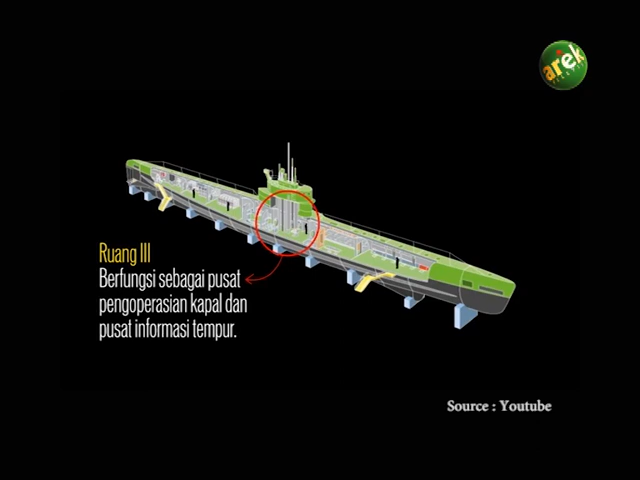 arek
Ruang III
Berfungsi sebagai pusat
pengoperasian kapal dan
pusat informasi tempur.
Source : Youtube